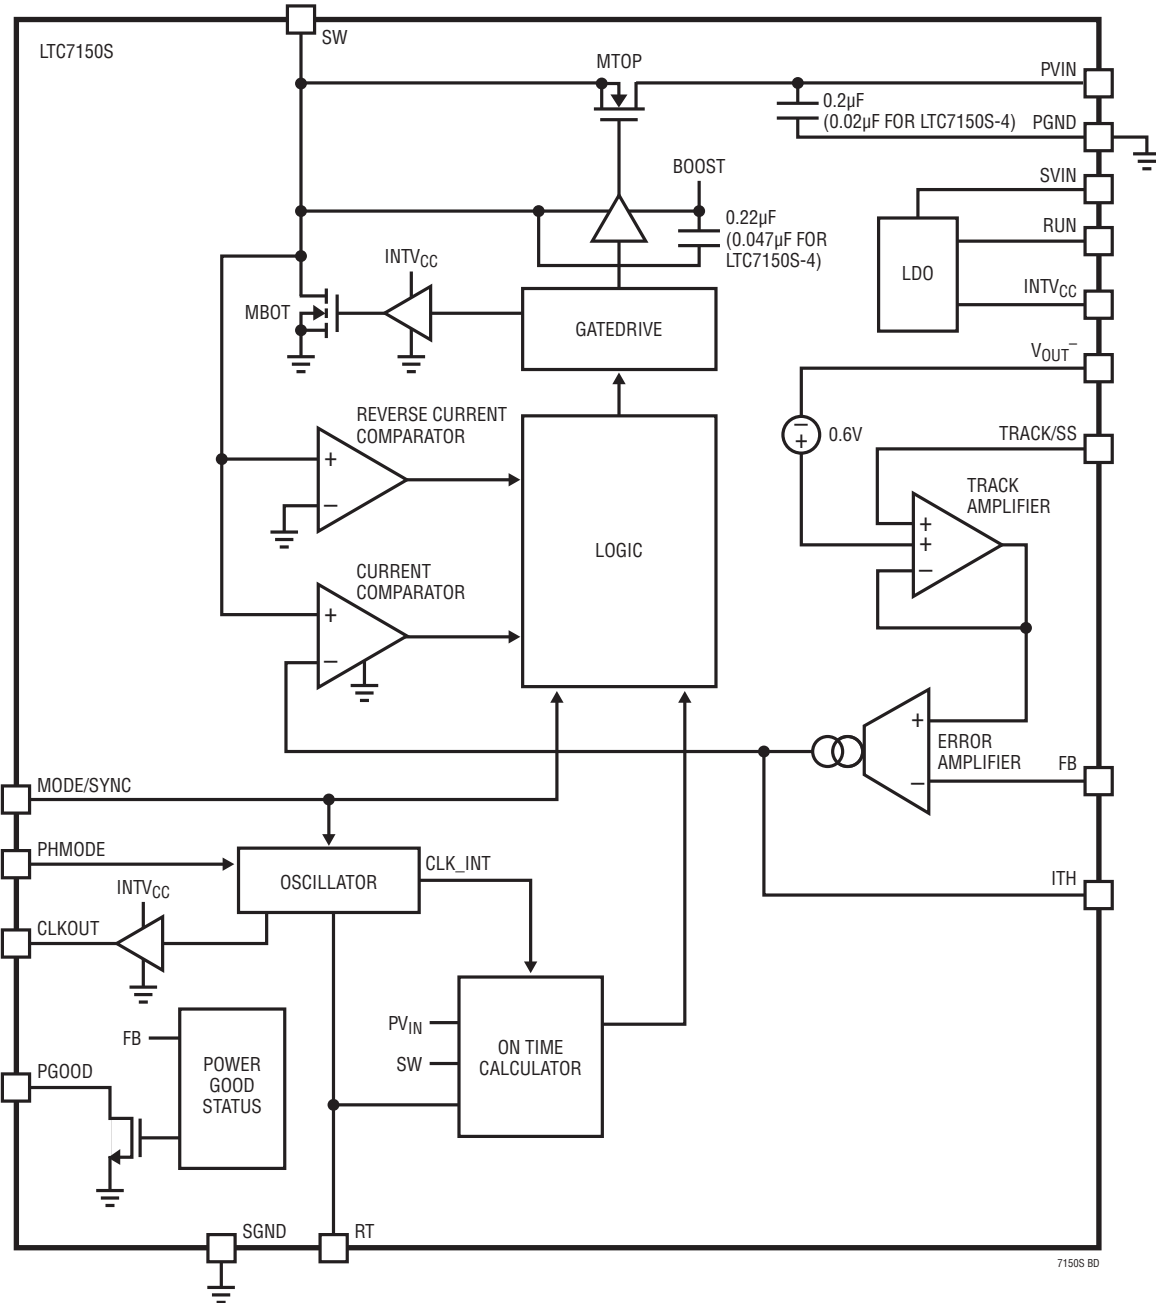 SW
LTC7150S
MTOP
PVIN
0.2µF
(0.02µF FOR LTC7150S-4)
PGND
BOOST
SVIN
0.22µF
(0.047µF FOR
LTC7150S-4)
RUN
LDO
INTVCC
INTVCC
MBOT
GATEDRIVE
VOUT–
REVERSE CURRENT
COMPARATOR
+
–
–
+
0.6V
TRACK/SS
TRACK
AMPLIFIER
+
+
–
LOGIC
CURRENT
COMPARATOR
+
–
+
ERROR
AMPLIFIER
–
FB
MODE/SYNC
PHMODE
OSCILLATOR
CLK_INT
ITH
INTVCC
CLKOUT
PVIN
SW
ON TIME
CALCULATOR
FB
POWER
GOOD
STATUS
PGOOD
SGND
RT
7150S BD